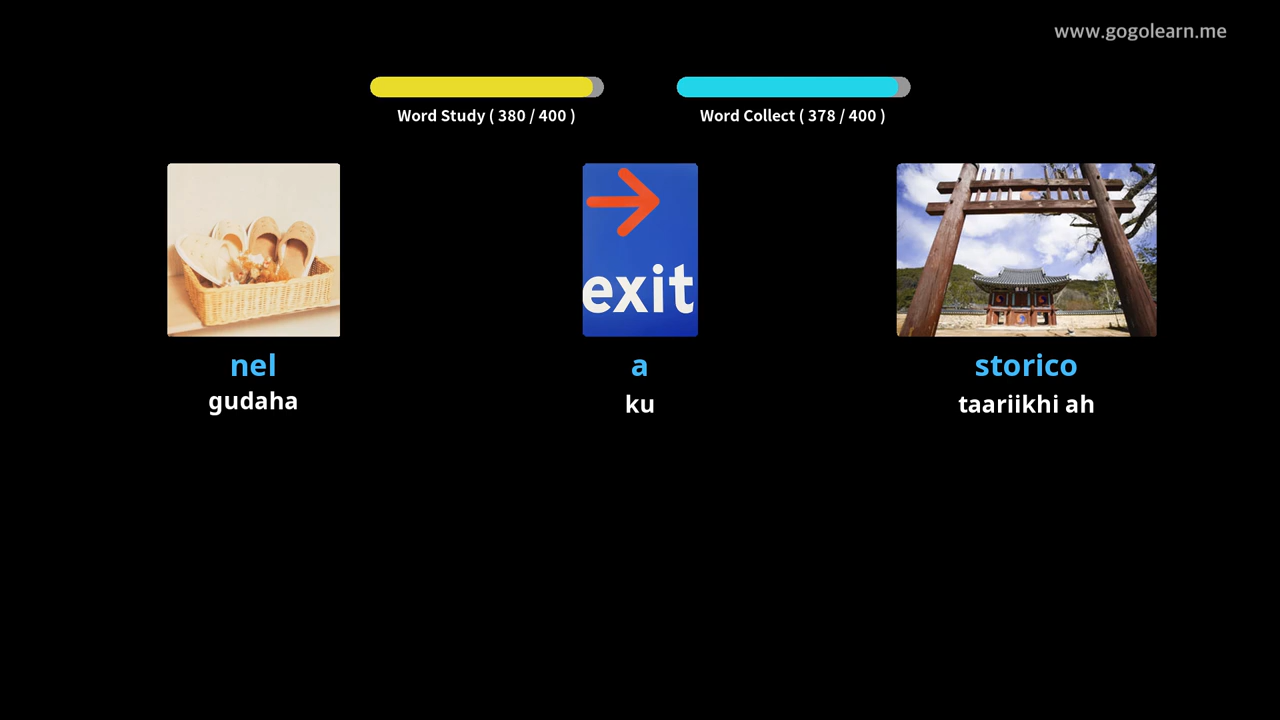 www.gogolearn.me
Word Study ( 380 / 400 )
Word Collect ( 378 / 400 )
exit
nel
gudaha
a
ku
storico
taariikhi ah